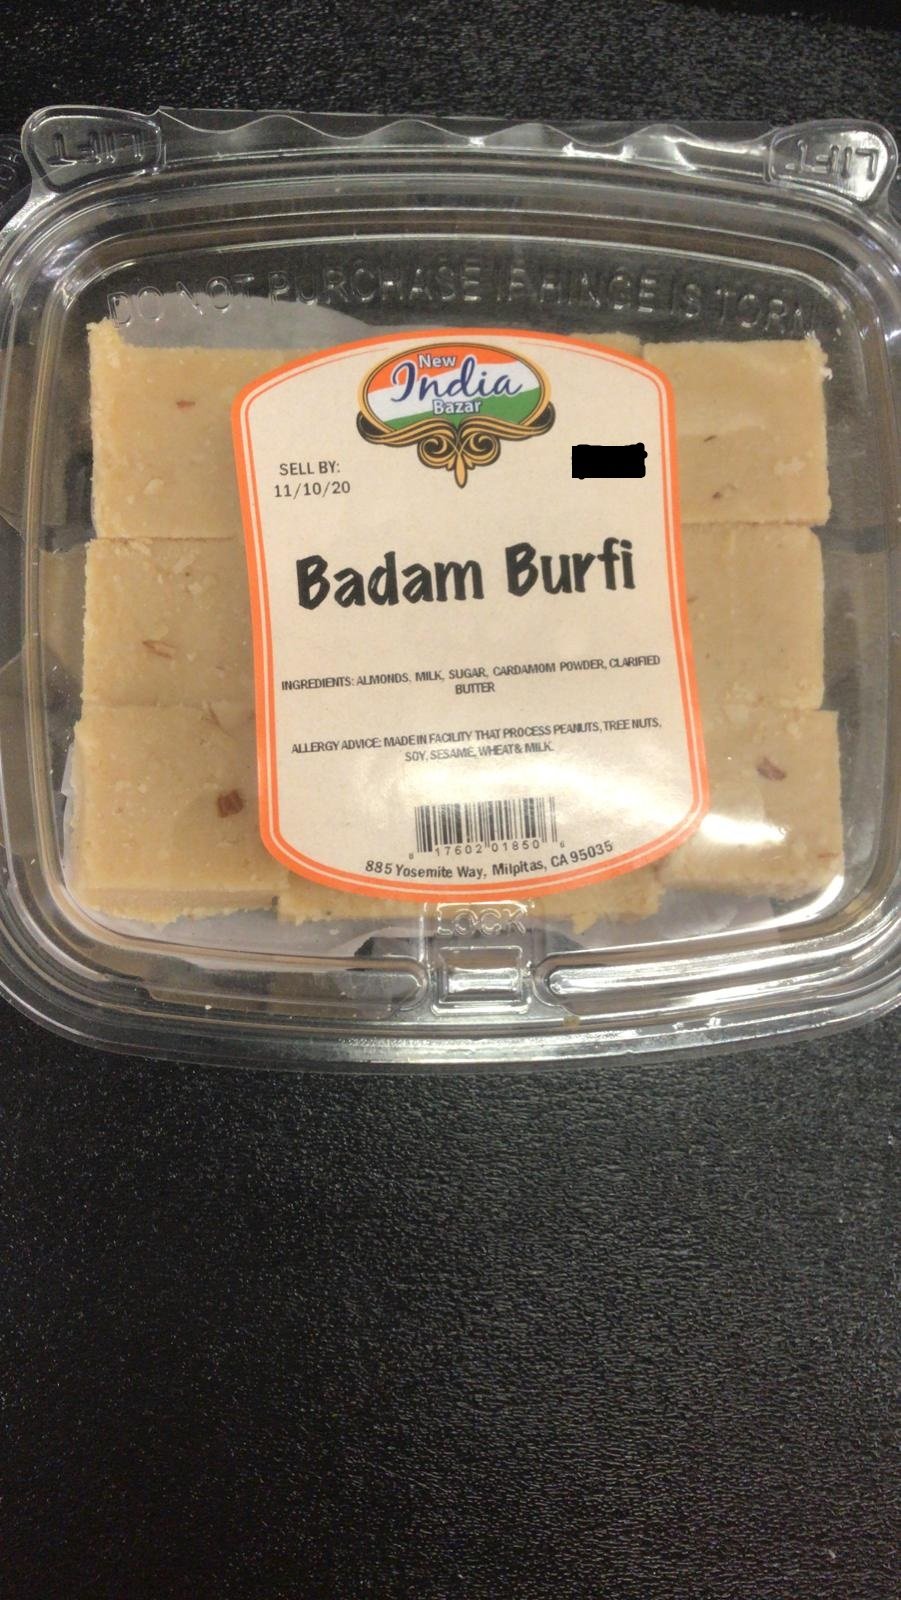 LIFT LIFT
DO NOT PURCHASE IF HINGE IS TORN
New
India
Bazar
SELL BY:
11/10/20
Badam Burfi
INGREDIENTS: ALMONDS, MILK, SUGAR, CARDAMOM POWDER, CLARIFIED
BUTTER
ALLERGY ADVICE: MADE IN FACILITY THAT PROCESS PEANUTS, TREE NUTS,
SOY, SESAME, WHEAT& MILK.
8 17602 01850 6
885 Yosemite Way, Milpitas, CA 95035
LOCK